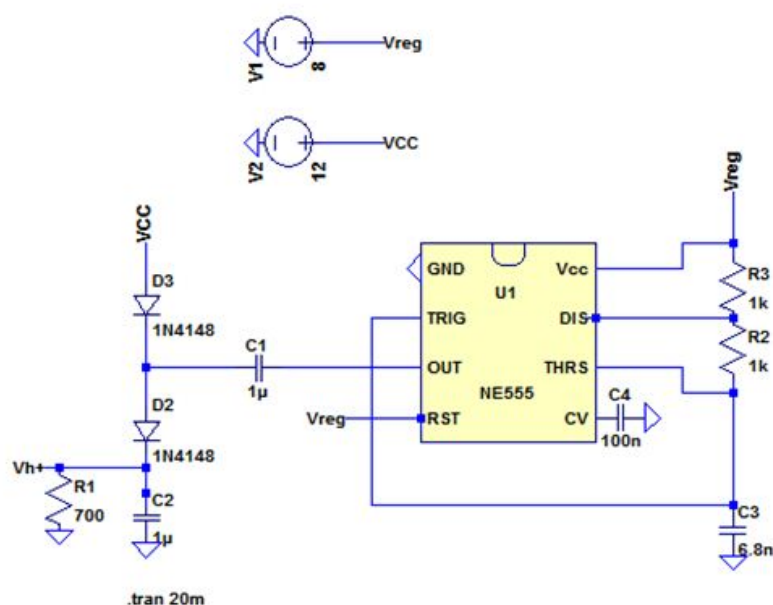 V1
8
Vreg
V2
12
VCC
Vreg
VCC
D3
1N4148
C1
1µ
D2
1N4148
Vh+
R1
700
C2
1µ
GND
Vcc
U1
TRIG
DIS
OUT
THRS
NE555
Vreg
RST
CV
C4
100n
R3
1k
R2
1k
C3
6.8n
.tran 20m